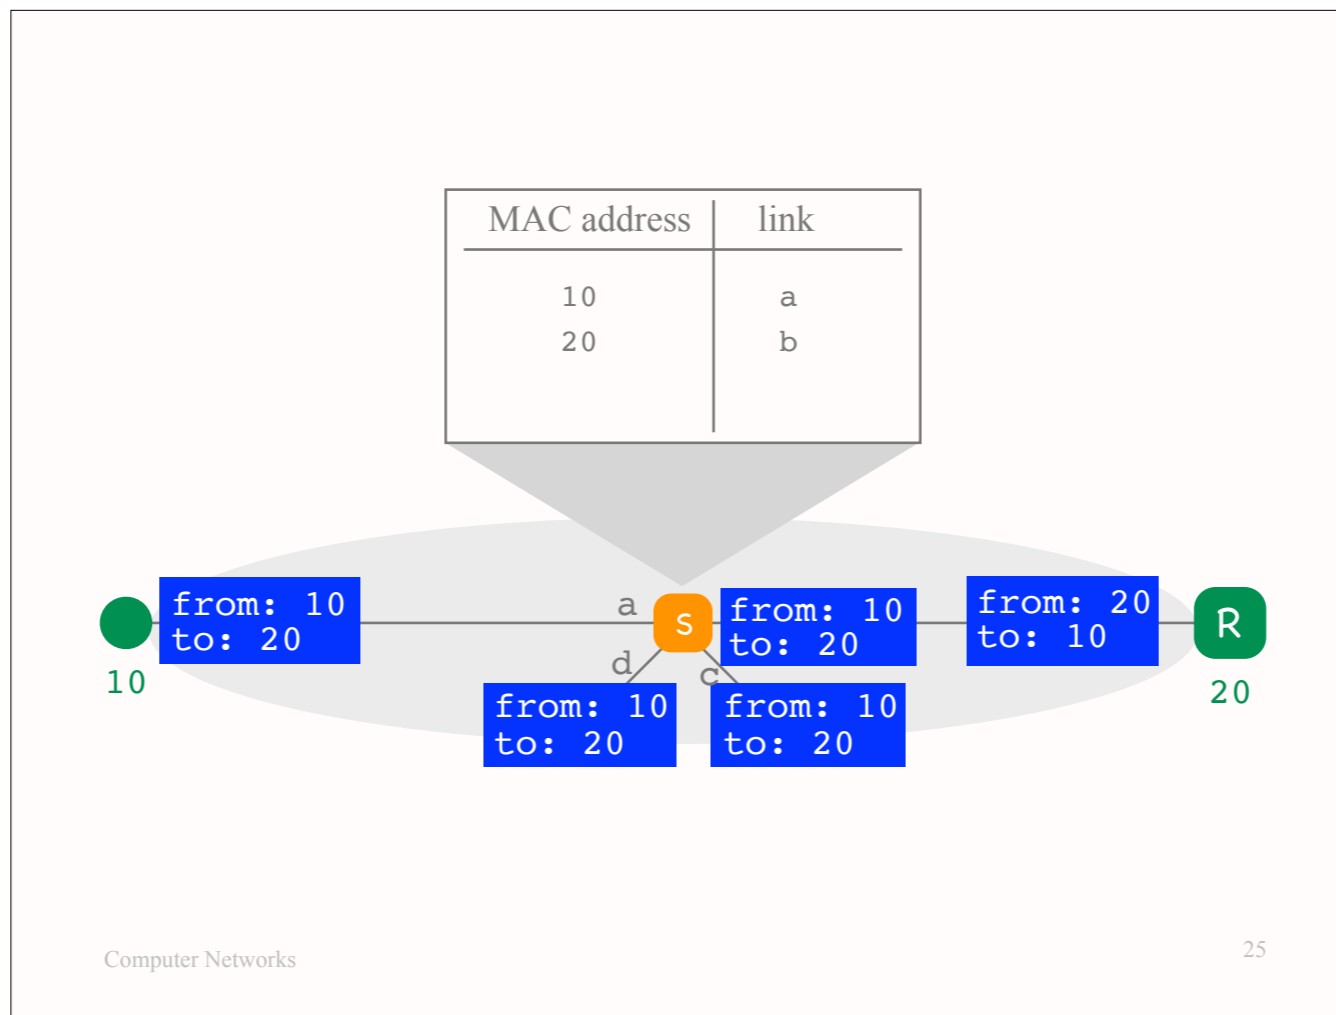 MAC address link
10 a
20 b
from: 10
to: 20
a
S
from: 10
to: 20
from: 20
to: 10
R
10
20
d
c
from: 10
to: 20
from: 10
to: 20
Computer Networks
25